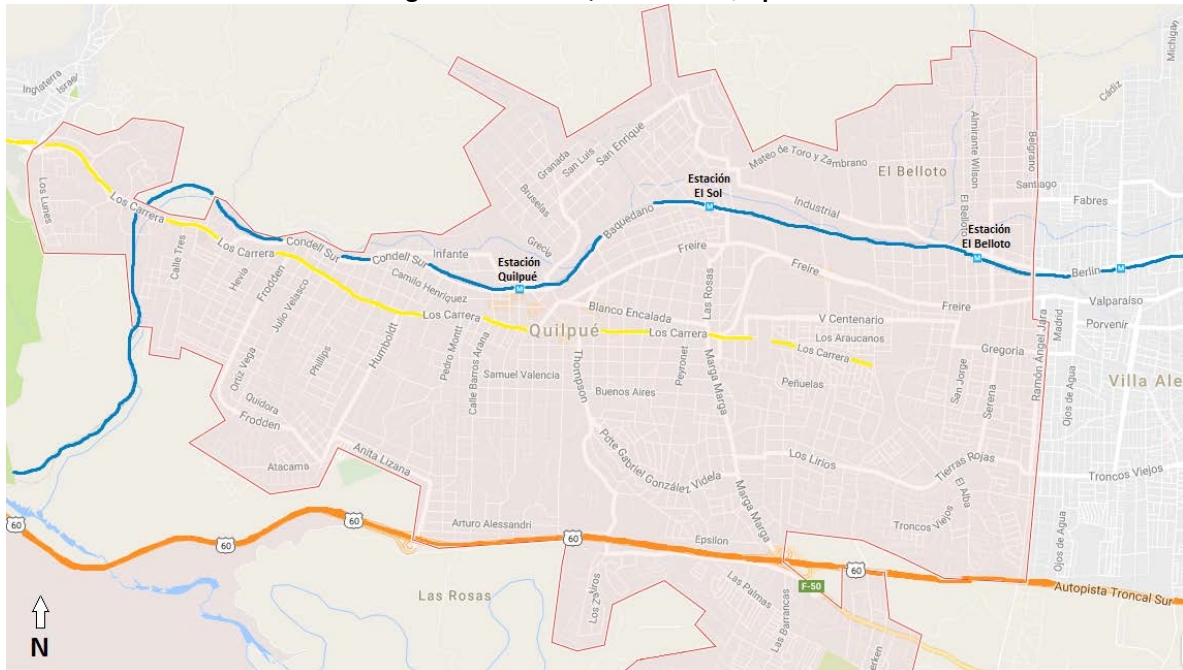 Michigan
Inglaterra
Israel
Cádiz
San Enrique
Granada
San Luis
Bruselas
Mateo de Toro y Zambrano
El Belloto
Almirante Wilson
Belgrano
Santiago
Fabres
Estación
El Sol
Industrial
El Belloto
Estación
El Belloto
Los Lunes
Los Carrera
Calle Tres
Los Carrera
Condell Sur
Condell Sur
Infante
Grecia
Baquedano
Freire
Freire
Freire
Berlin
Valparaíso
Porvenir
Estación
Quilpué
Hevia
Frodden
Julio Velasco
Camilo Henriquez
Los Carrera
Blanco Encalada
Las Rosas
V Centenario
Quilpué
Los Carrera
Los Araucanos
Los Carrera
Gregoria
Ramón Ángel Jara
Madrid
Ojos de Agua
Villa Ale
Ortiz Vega
Phillips
Humboldt
Pedro Montt
Calle Barros Arana
Samuel Valencia
Thompson
Buenos Aires
Peyronet
Marga Marga
Peñuelas
San Jorge
Serena
Quidora
Frodden
Atacama
Anita Lizana
Pdte Gabriel González Videla
Marga Marga
Los Lirios
Tierras Rojas
El Alba
Troncos Viejos
Troncos Viejos
Ojos de Agua
Arturo Alessandri
Epsilon
60
60
60
60
60
F-50
Autopista Troncal Sur
Las Rosas
Las Palmas
Las Barrancas
N